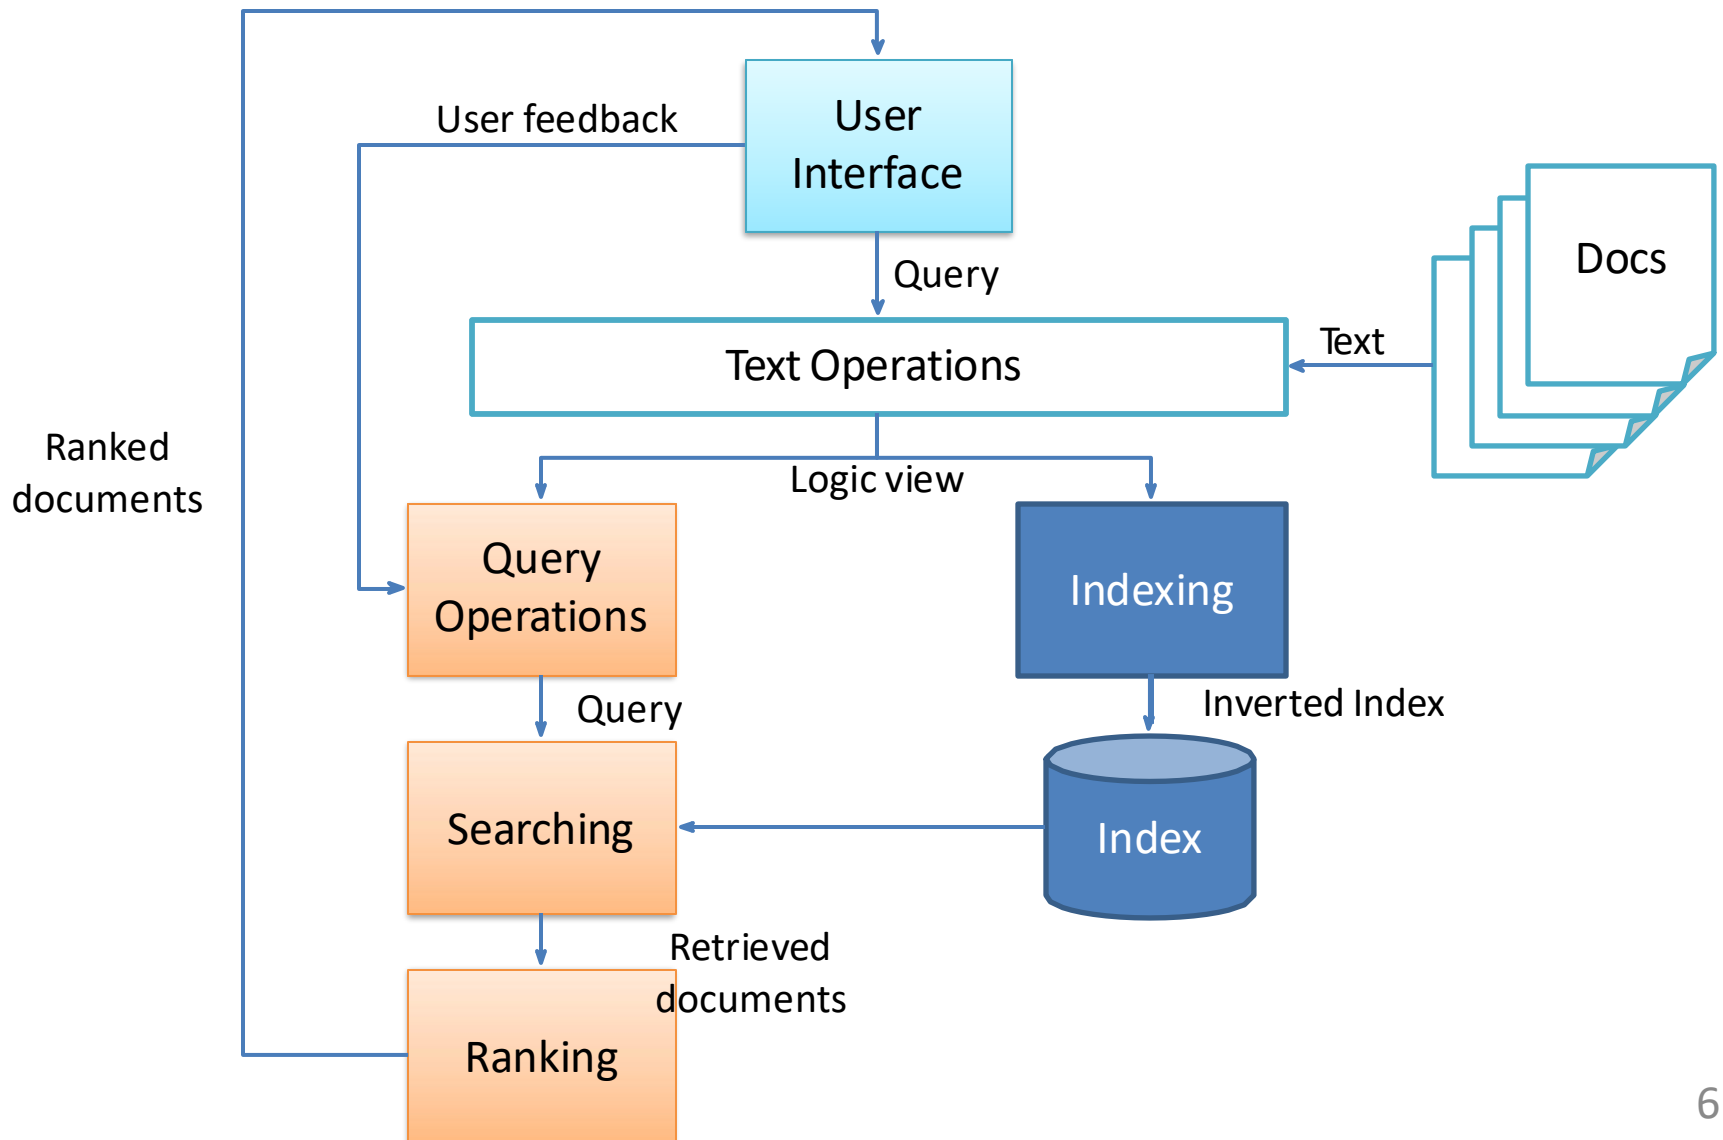 User feedback
User
Interface
Query
Docs
Text
Text Operations
Ranked
documents
Logic view
Query
Operations
Indexing
Query
Inverted Index
Searching
Index
Retrieved
documents
Ranking
6